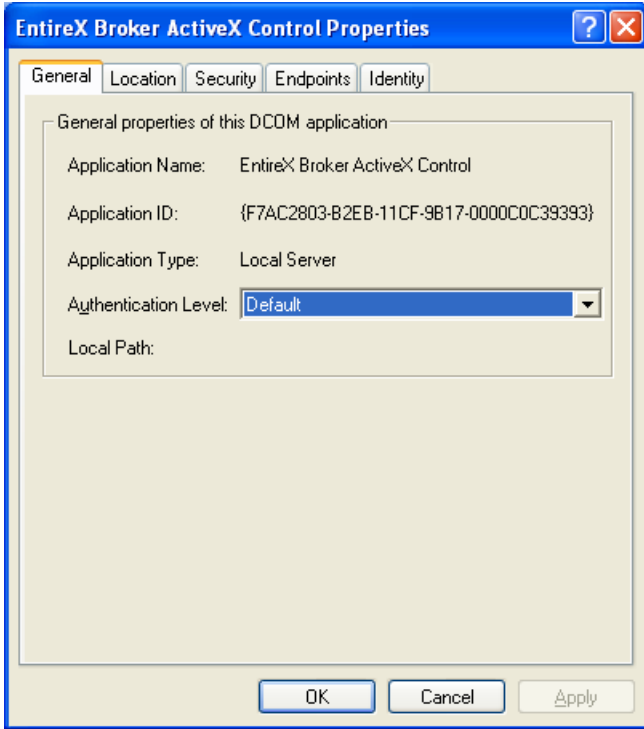 EntireX Broker ActiveX Control Properties
?
X
General Location Security Endpoints Identity
General properties of this DCOM application
Application Name: EntireX Broker ActiveX Control
Application ID: {F7AC2803-B2EB-11CF-9B17-0000C0C39393}
Application Type: Local Server
Authentication Level: Default
Local Path:
OK Cancel Apply